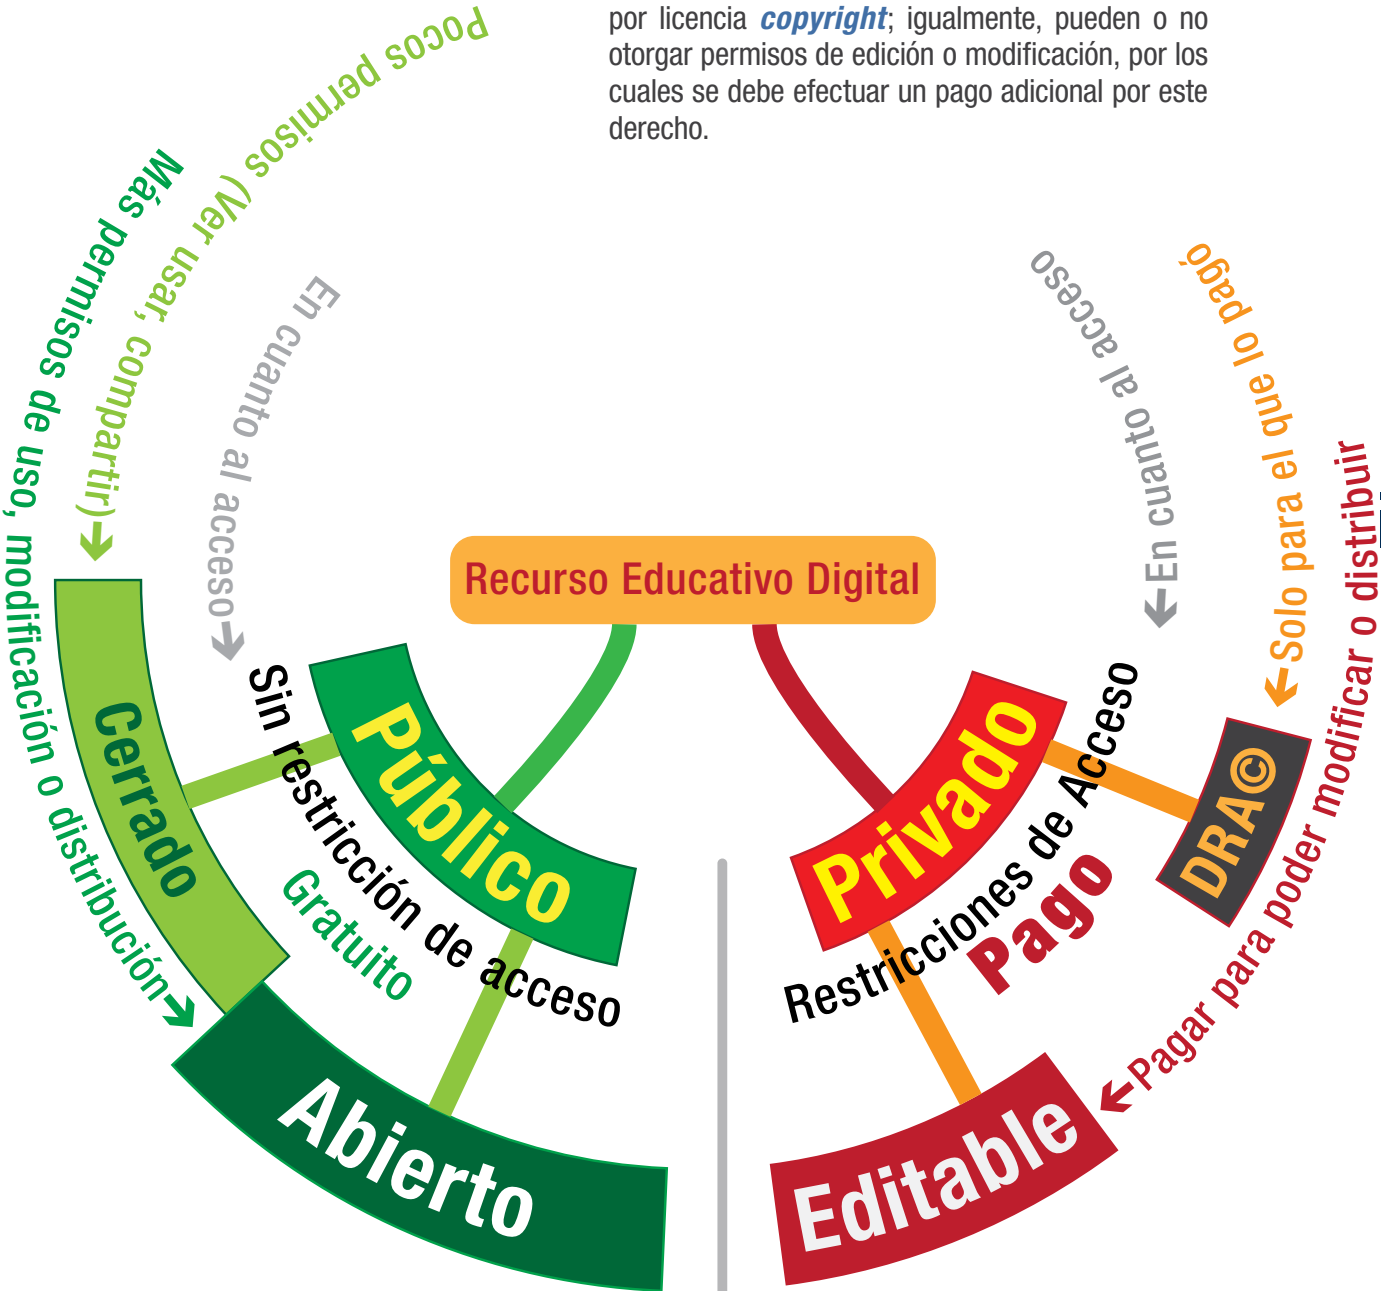 por licencia copyright; igualmente, pueden o no
otorgar permisos de edición o modificación, por los
cuales se debe efectuar un pago adicional por este
derecho.
Pocos permisos (Ver usar, compartir)
Más permisos de uso, modificación o distribución
En cuanto al acceso
En cuanto al acceso
Solo para el que lo pagó
Pagar para poder modificar o distribuir
Recurso Educativo Digital
Público
Sin restricción de acceso
Gratuito
Cerrado
Abierto
Privado
Restricciones de Acceso
Pago
DRA©
Editable